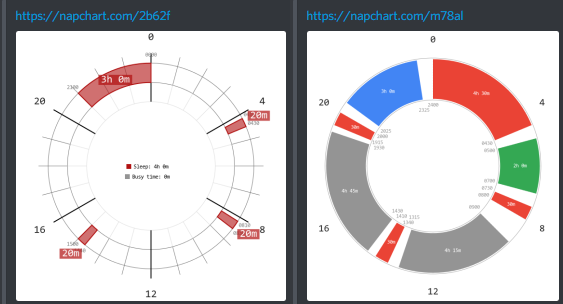 https://napchart.com/2b62f
0
0000
3h 0m
2100
20
4
20m
0430
Sleep: 4h 0m
Busy time: 0m
16
8
0810
20m
1500
20m
12
https://napchart.com/m78al
0
3h 0m
4h 30m
2400
2325
20
4
30m
2025
2000
1935
1930
0430
0500
2h 0m
0700
0730
0800
30m
4h 45m
0900
1430
1410
1315
1340
16
8
30m
4h 15m
12